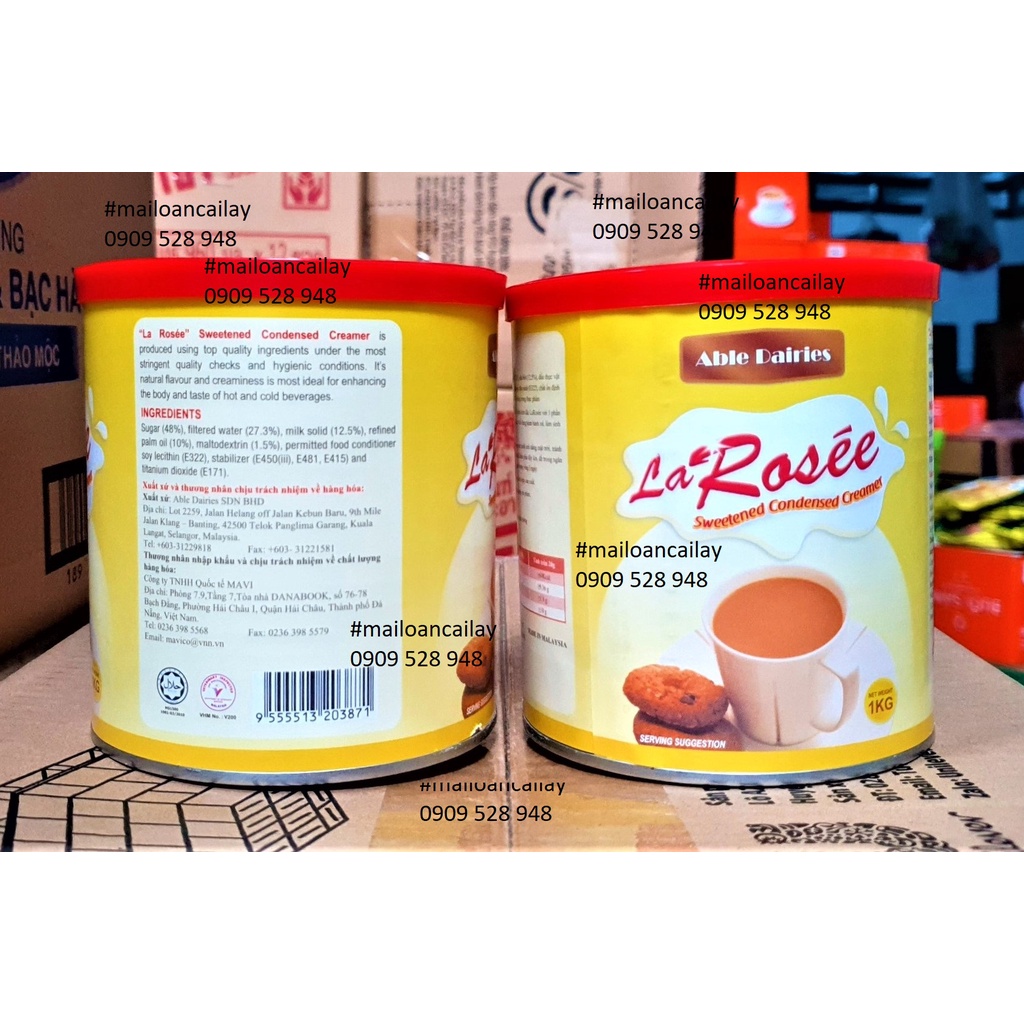 #mailoancailay
0909 528 948
#mailoancailay
0909 528 948
#mailoancailay
0909 528 948
#mailoancailay
0909 528 948
NG
BẠC HÀ
THẢO MỘC
189
"La Rosée" Sweetened Condensed Creamer is
produced using top quality ingredients under the most
stringent quality checks and hygienic conditions. It's
natural flavour and creaminess is most ideal for enhancing
the body and taste of hot and cold beverages.
INGREDIENTS
Sugar (48%), filtered water (27.3%), milk solid (12.5%), refined
palm oil (10%), maltodextrin (1.5%), permitted food conditioner
soy lecithin (E322), stabilizer (E450(iii), E481, E415) and
titanium dioxide (E171).
Xuất xứ và thương nhân chịu trách nhiệm về hàng hóa:
Xuất xứ: Able Dairies SDN BHD
Địa chỉ: Lot 2259, Jalan Helang off Jalan Kebun Baru, 9th Mile
Jalan Klang – Banting, 42500 Telok Panglima Garang, Kuala
Langat, Selangor, Malaysia.
Tel: +603-31229818 Fax: +603- 31221581
Thương nhân nhập khẩu và chịu trách nhiệm về chất lượng
hàng hóa:
Công ty TNHH Quốc tế MAVI
Địa chỉ: Phòng 7.9,Tầng 7,Tòa nhà DANABOOK, số 76-78
Bạch Đằng, Phường Hải Châu 1, Quận Hải Châu, Thành phố Đà
Nẵng, Việt Nam.
Tel: 0236 398 5568 Fax: 0236 398 5579
Email: mavico@vnn.vn
#mailoancailay
0909 528 948
VHM No. : V205
9 555513 203871
KG
Able Dairies
La Rosée
Sweetened Condensed Creamer
#mailoancailay
0909 528 948
MADE IN MALAYSIA
NET WEIGHT
1KG
SERVING SUGGESTION
#mailoancailay
0909 528 948